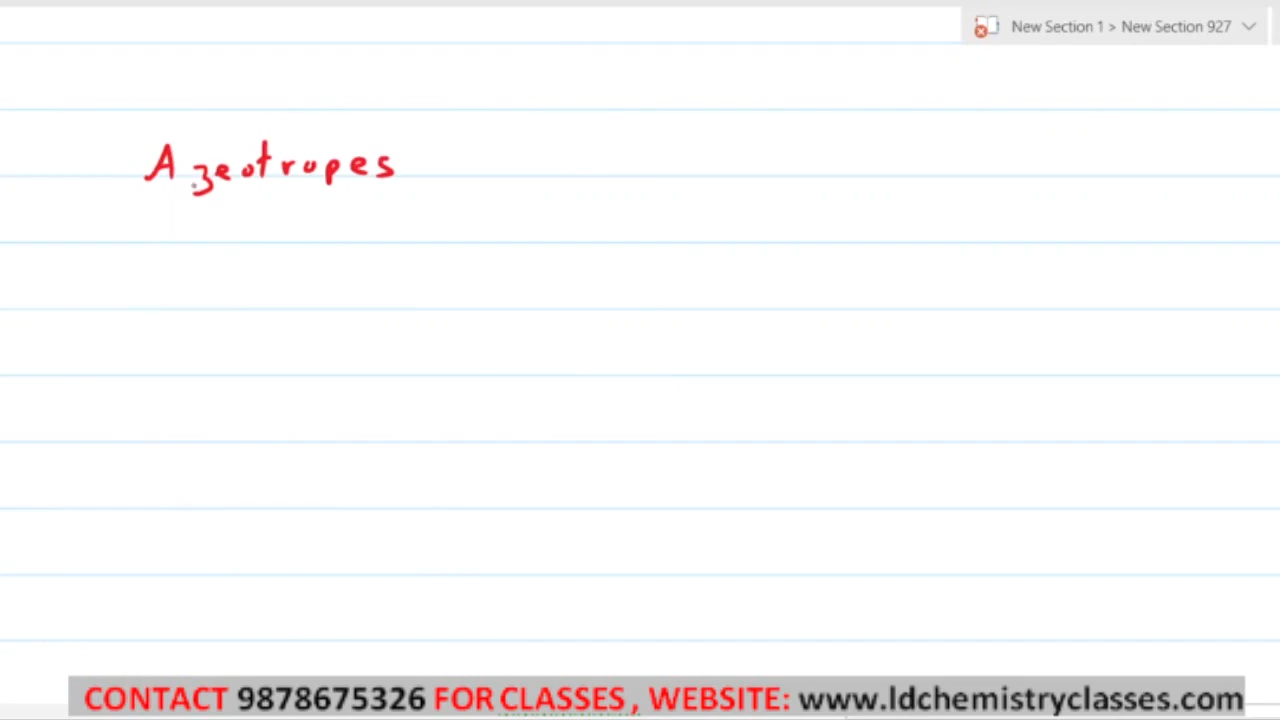 New Section 1 > New Section 927
Azeotropes
CONTACT 9878675326 FOR CLASSES , WEBSITE: www.ldchemistryclasses.com